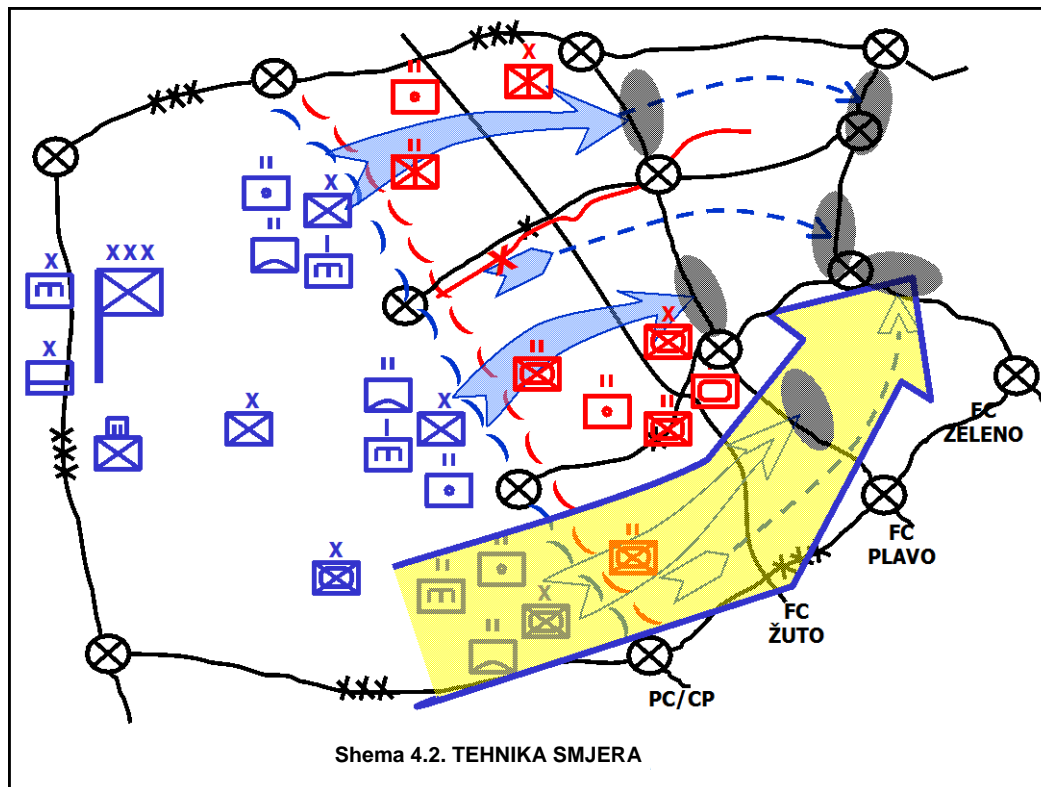 FC
ZELENO
FC
PLAVO
FC
ŽUTO
PC/CP
Shema 4.2. TEHNIKA SMJERA